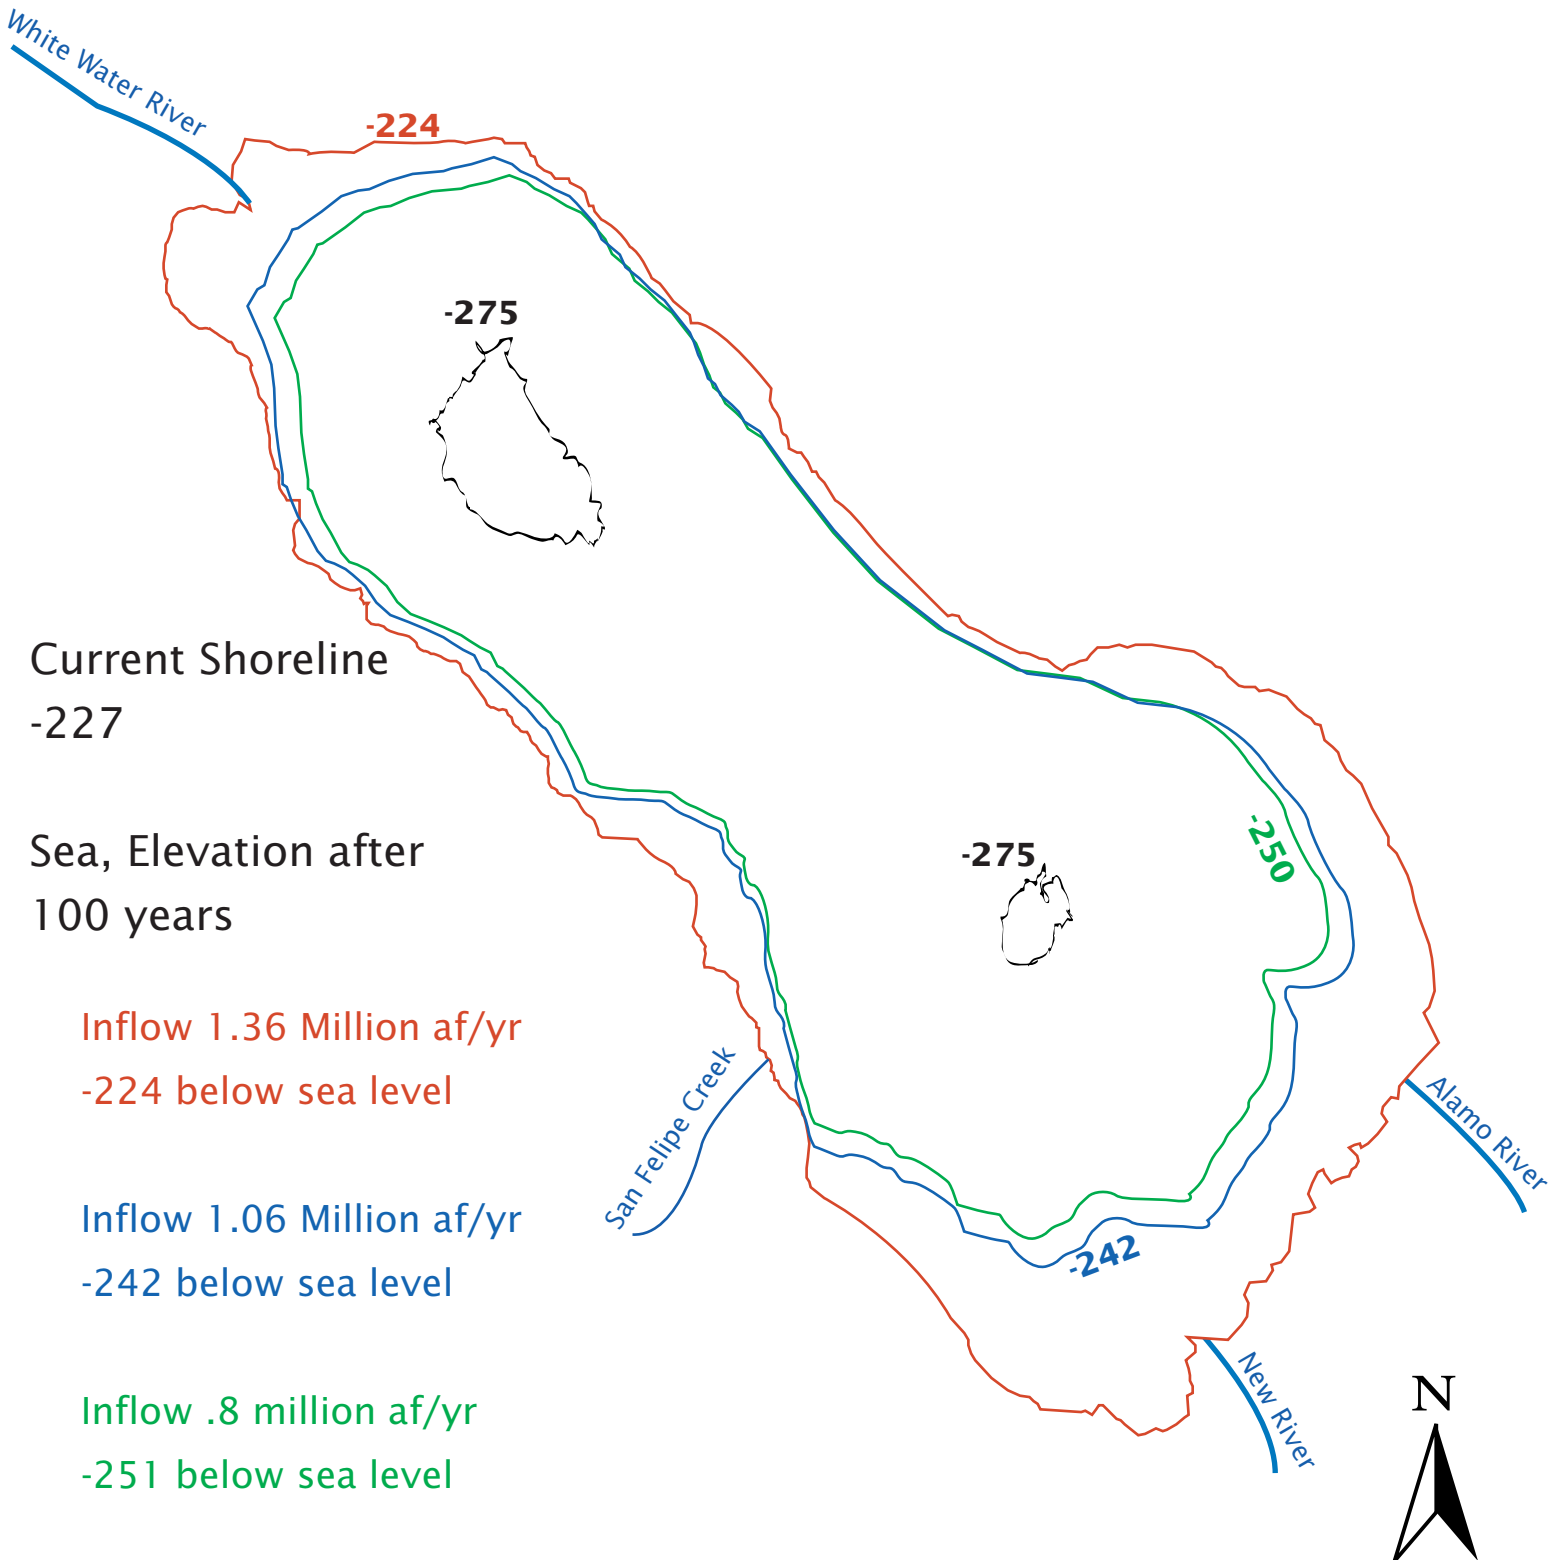 White Water River
-224
-275
Current Shoreline
-227
Sea, Elevation after
100 years
-250
-275
Inflow 1.36 Million af/yr
-224 below sea level
San Felipe Creek
Alamo River
Inflow 1.06 Million af/yr
-242 below sea level
-242
New River
N
Inflow .8 million af/yr
-251 below sea level